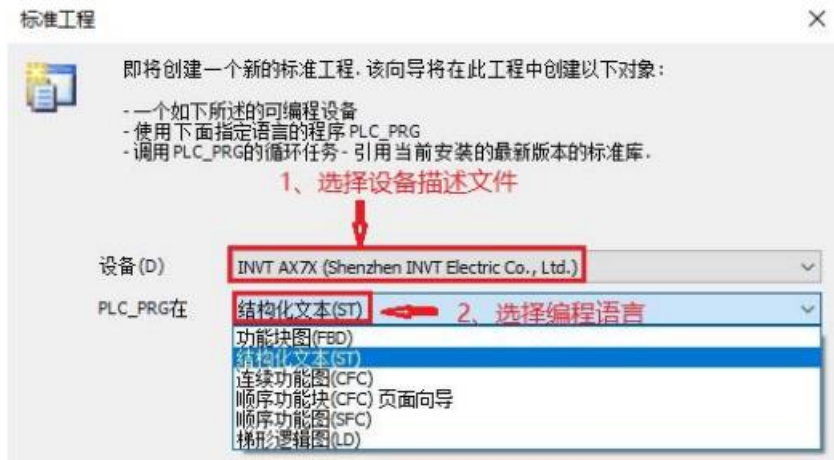 标准工程
即将创建一个新的标准工程.该向导将在此工程中创建以下对象:
-一个如下所述的可编程设备
-使用下面指定语言的程序PLC_PRG
-调用PLC_PRG的循环任务-引用当前安装的最新版本的标准库.
1、选择设备描述文件
设备(D) INVT AX7X (Shenzhen INVT Electric Co., Ltd.)
PLC_PRG在 结构化文本(ST) 2、选择编程语言
功能块图(FBD)
结构化文本(ST)
连续功能图(CFC)
顺序功能块(CFC) 页面向导
顺序功能图(SFC)
梯形逻辑图(LD)